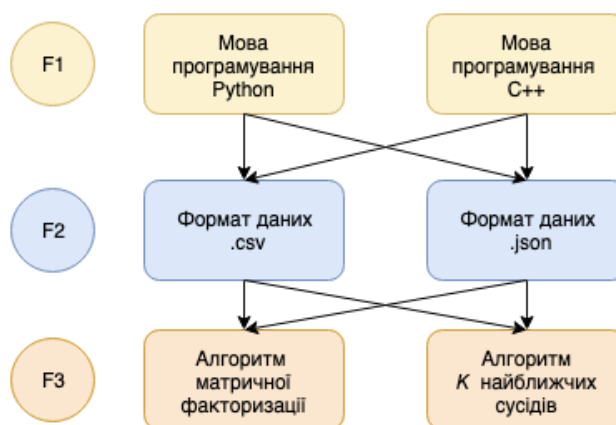 F1
Мова
програмування
Python
Мова
програмування
C++
F2
Формат даних
.csv
Формат даних
.json
F3
Алгоритм
матричної
факторизації
Алгоритм
K найближчих
сусідів